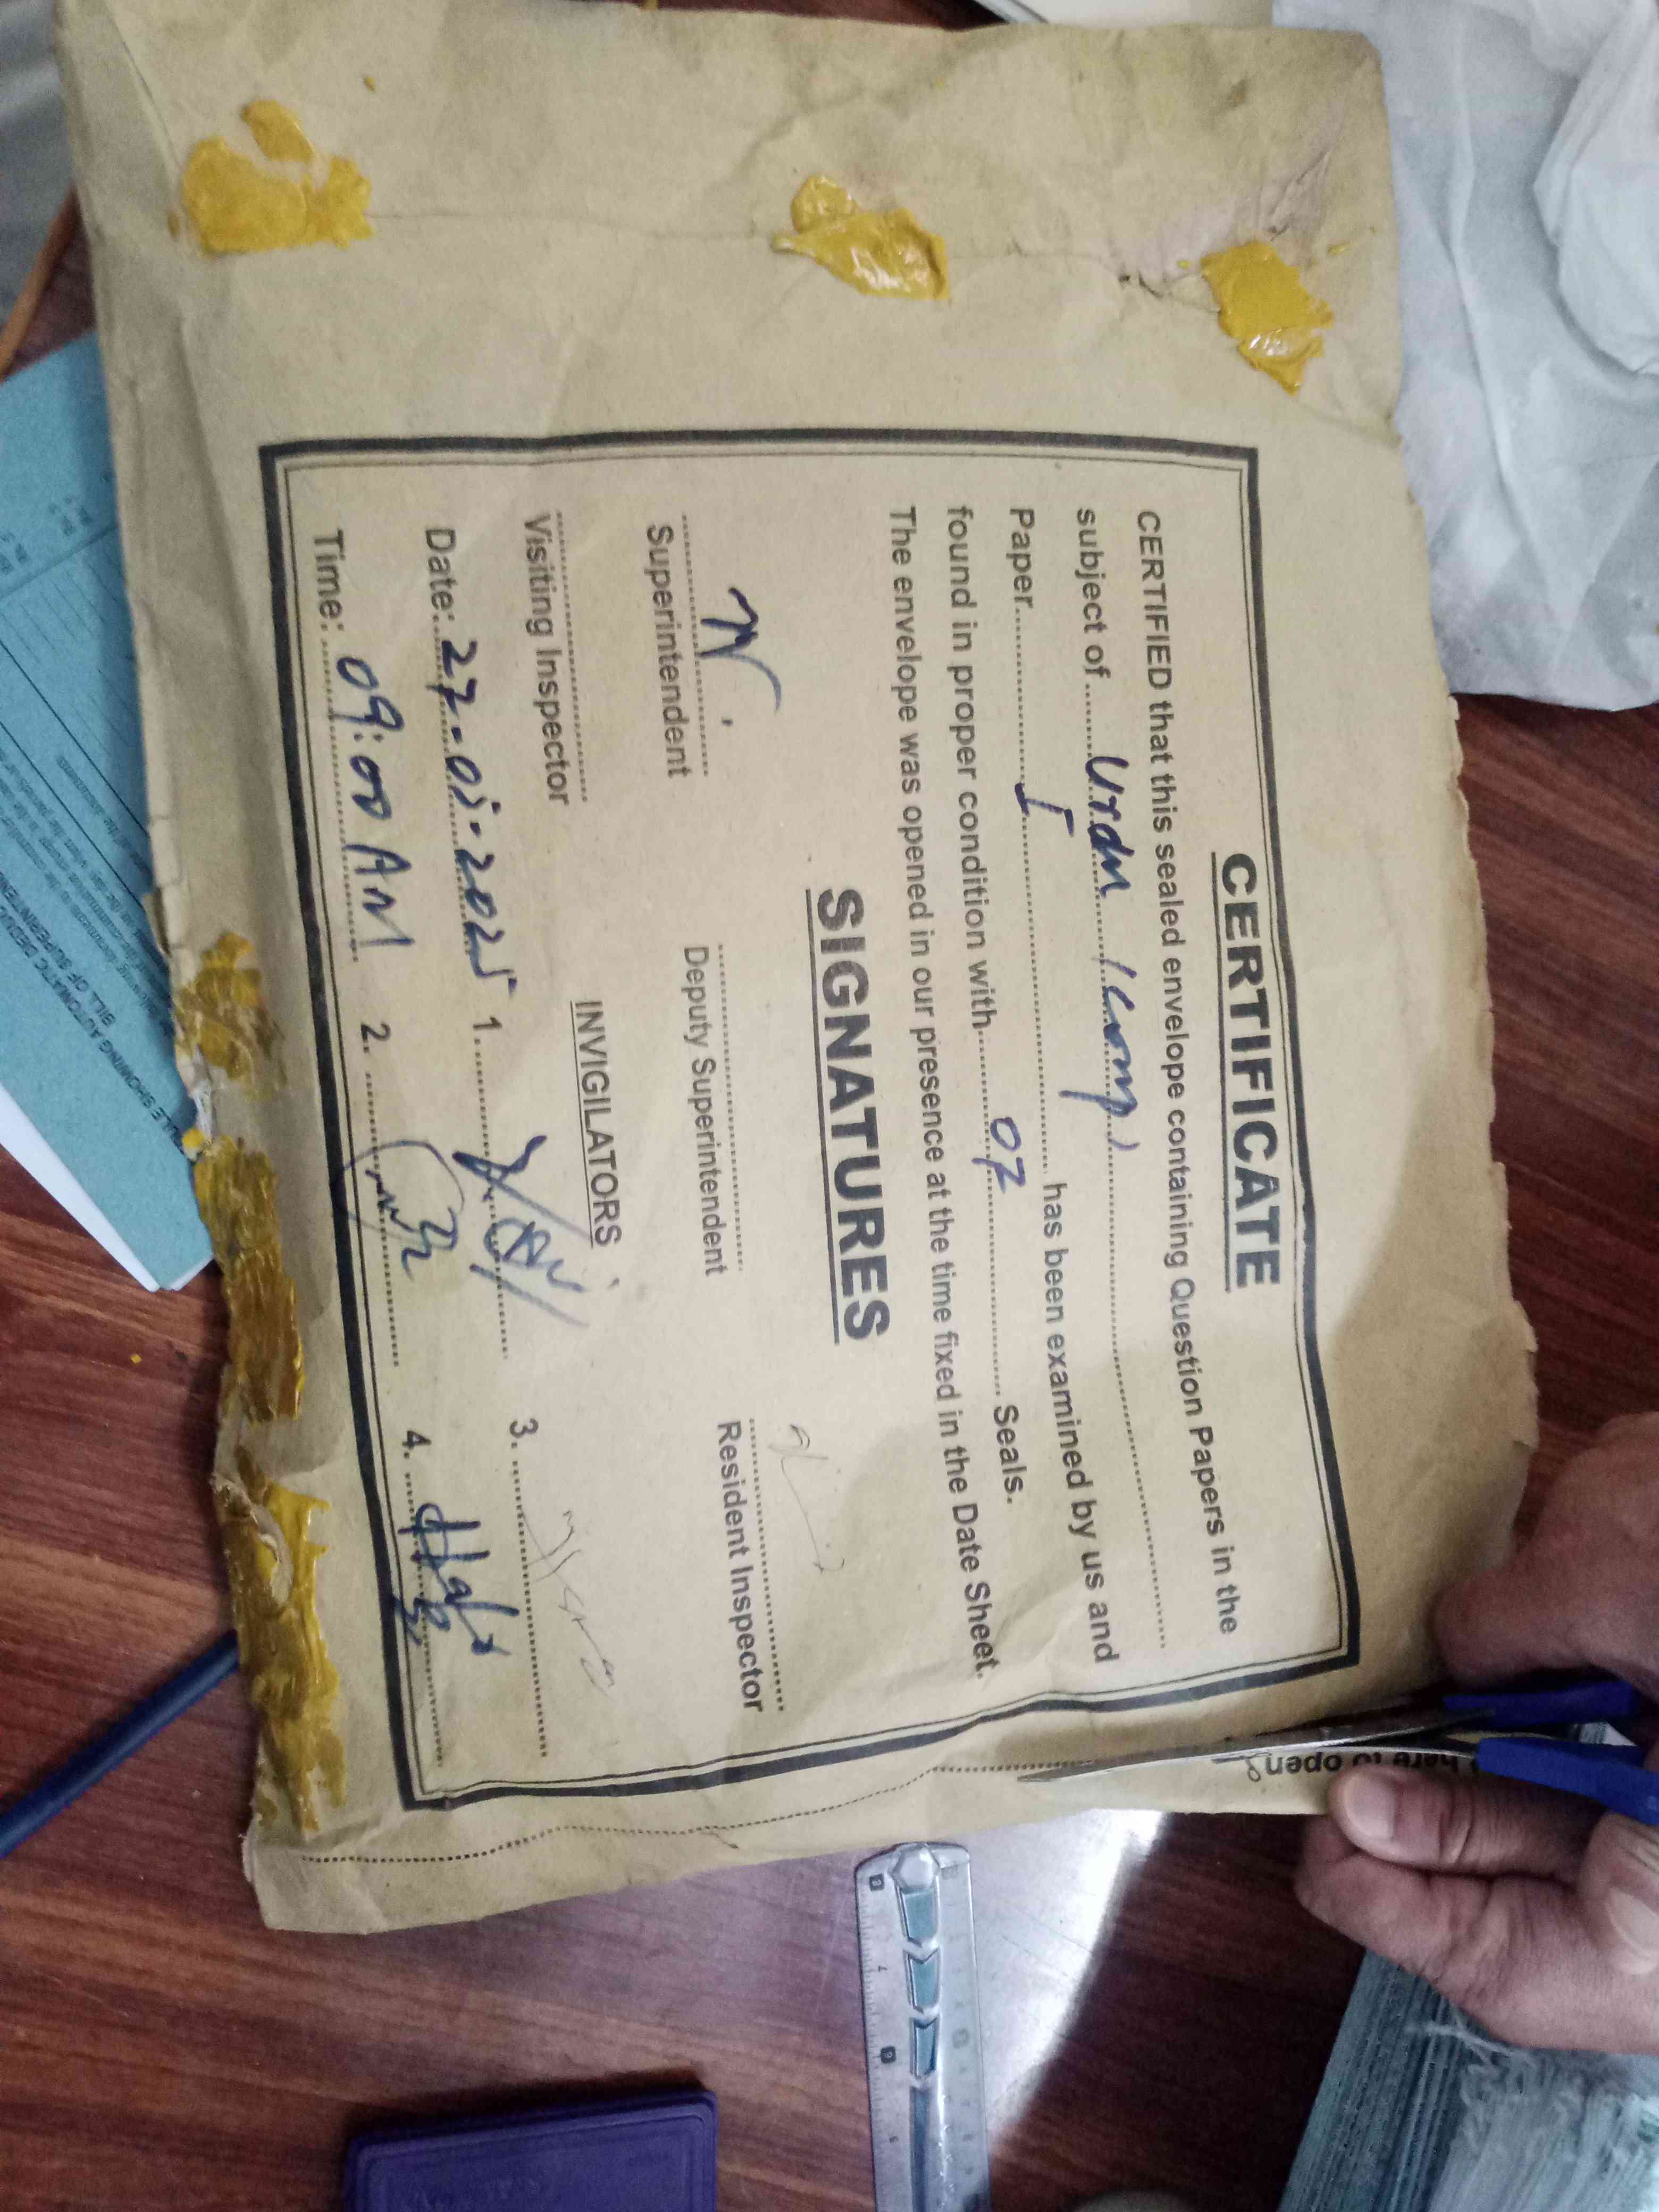 CERTIFICATE
CERTIFIED that this sealed envelope containing Question Papers in the
subject of Urdu (Comp)
Paper I has been examined by us and
found in proper condition with 07 Seals.
The envelope was opened in our presence at the time fixed in the Date Sheet.
SIGNATURES
Superintendent
Deputy Superintendent
Resident Inspector
Visiting Inspector
INVIGILATORS
Date: 27-05-2025
1.
3.
Time: 09:00 AM
2.
4.
here to open
BILL OF